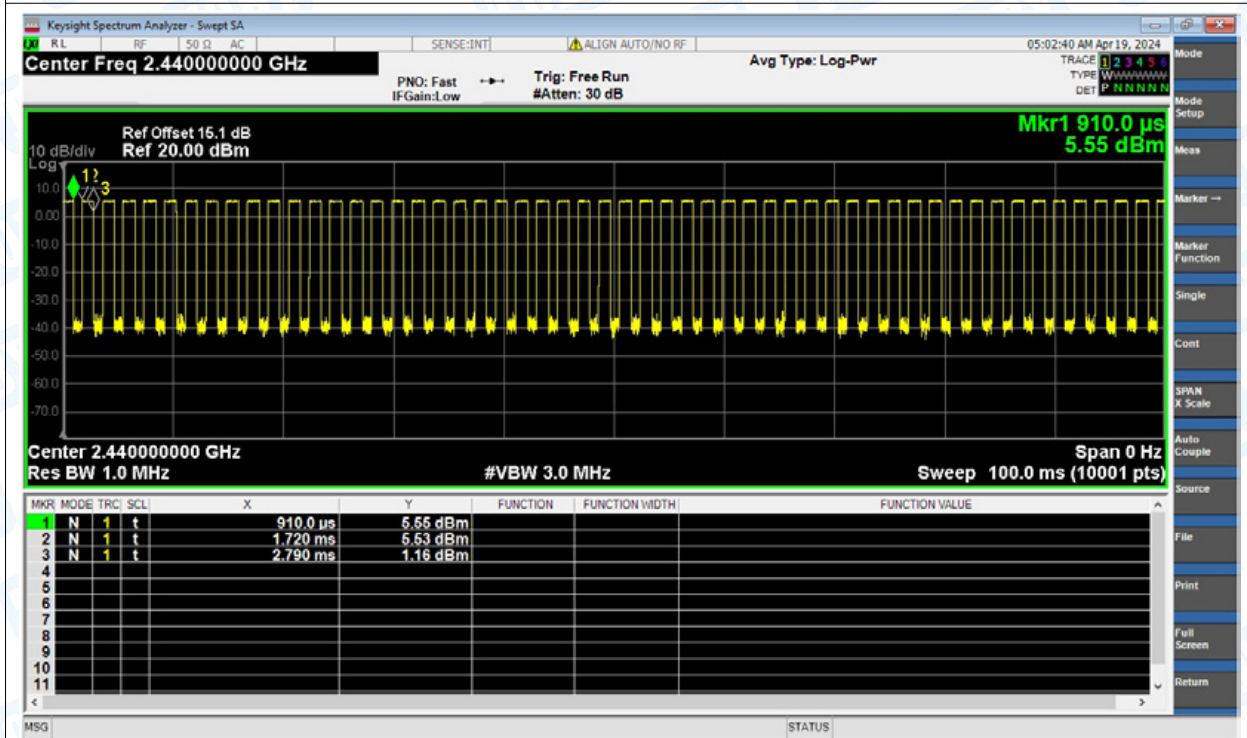 Keysight Spectrum Analyzer - Swept SA
RL RF 50 Ω AC SENSE:INT ALIGN AUTO/NO RF 05:02:40 AM Apr 19, 2024
Center Freq 2.440000000 GHz
PNO: Fast
IFGain:Low
Trig: Free Run
#Atten: 30 dB
Avg Type: Log-Pwr
TRACE 1 2 3 4 5 6
TYPE W
DET P N N N N N
Mkr1 910.0 µs
5.55 dBm
Ref Offset 15.1 dB
10 dB/div Ref 20.00 dBm
Log
1 2
3
10.0
0.00
-10.0
-20.0
-30.0
-40.0
-50.0
-60.0
-70.0
Center 2.440000000 GHz Span 0 Hz
Res BW 1.0 MHz #VBW 3.0 MHz Sweep 100.0 ms (10001 pts)
MKR MODE TRC SCL X Y FUNCTION FUNCTION WIDTH FUNCTION VALUE
1 N 1 t 910.0 µs 5.55 dBm
2 N 1 t 1.720 ms 5.53 dBm
3 N 1 t 2.790 ms 1.16 dBm
4
5
6
7
8
9
10
11
MSG STATUS
Mode
Mode
Setup
Meas
Marker →
Marker
Function
Single
Cont
SPAN
X Scale
Auto
Couple
Source
File
Print
Full
Screen
Return